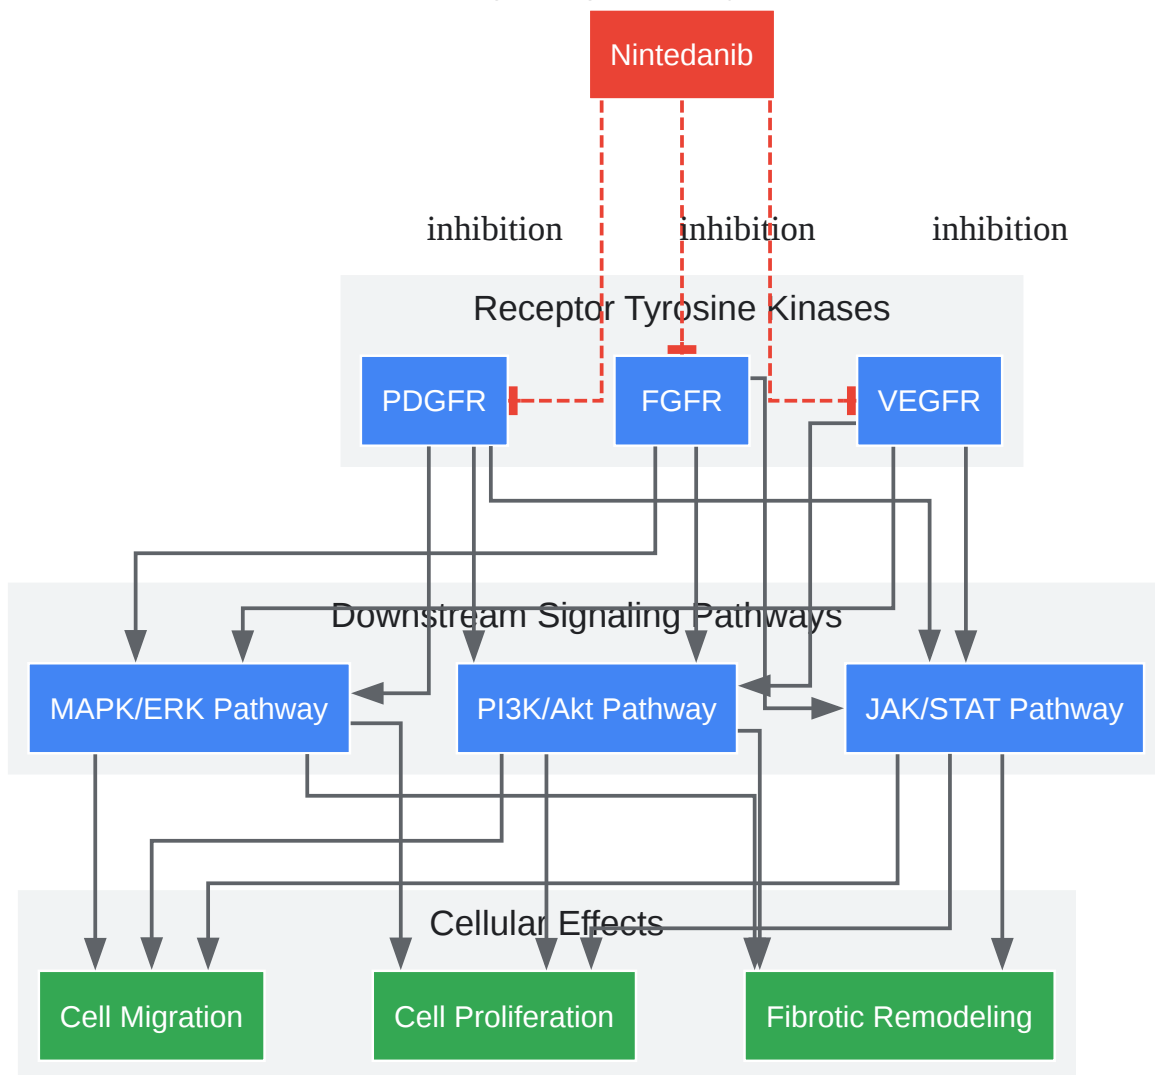 Nintedanib
inhibition
inhibition
inhibition
Receptor Tyrosine Kinases
PDGFR
FGFR
VEGFR
Downstream Signaling Pathways
MAPK/ERK Pathway
PI3K/Akt Pathway
JAK/STAT Pathway
Cellular Effects
Cell Migration
Cell Proliferation
Fibrotic Remodeling